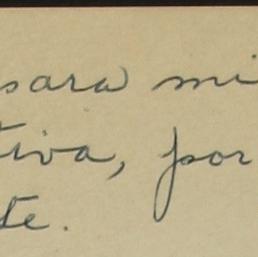 sara mi
tiva, por
te.